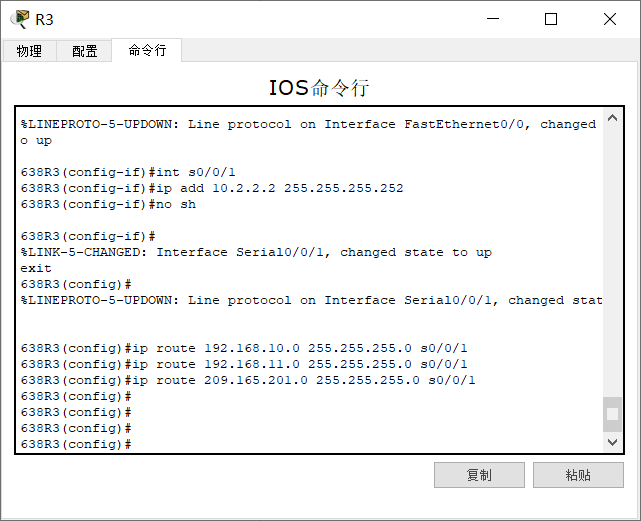 R3
物理 配置 命令行
IOS命令行
%LINEPROTO-5-UPDOWN: Line protocol on Interface FastEthernet0/0, changed
o up
638R3(config-if)#int s0/0/1
638R3(config-if)#ip add 10.2.2.2 255.255.255.252
638R3(config-if)#no sh
638R3(config-if)#
%LINK-5-CHANGED: Interface Serial0/0/1, changed state to up
exit
638R3(config)#
%LINEPROTO-5-UPDOWN: Line protocol on Interface Serial0/0/1, changed stat
638R3(config)#ip route 192.168.10.0 255.255.255.0 s0/0/1
638R3(config)#ip route 192.168.11.0 255.255.255.0 s0/0/1
638R3(config)#ip route 209.165.201.0 255.255.255.0 s0/0/1
638R3(config)#
638R3(config)#
638R3(config)#
638R3(config)#
复制 粘贴